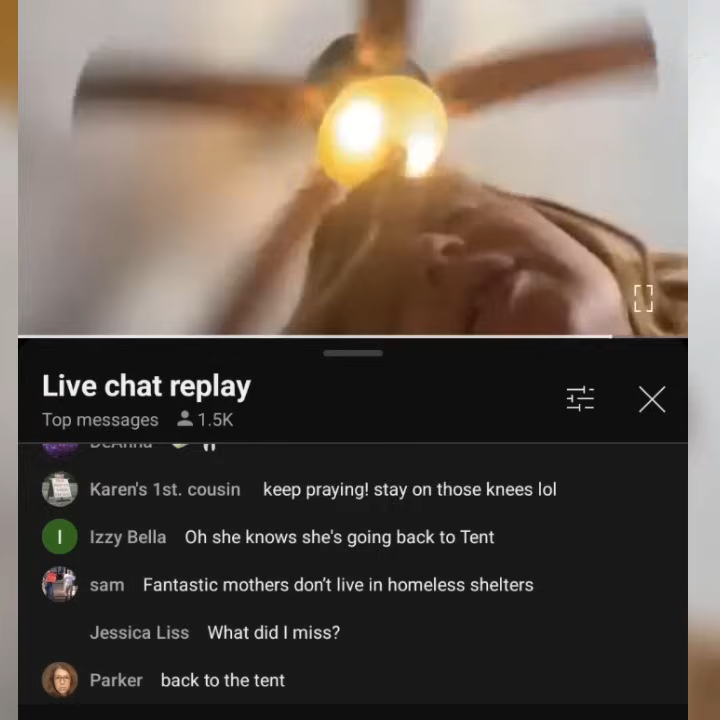 Live chat replay
Top messages 1.5K
DeAnna
Karen's 1st. cousin keep praying! stay on those knees lol
I Izzy Bella Oh she knows she's going back to Tent
sam Fantastic mothers don't live in homeless shelters
Jessica Liss What did I miss?
Parker back to the tent